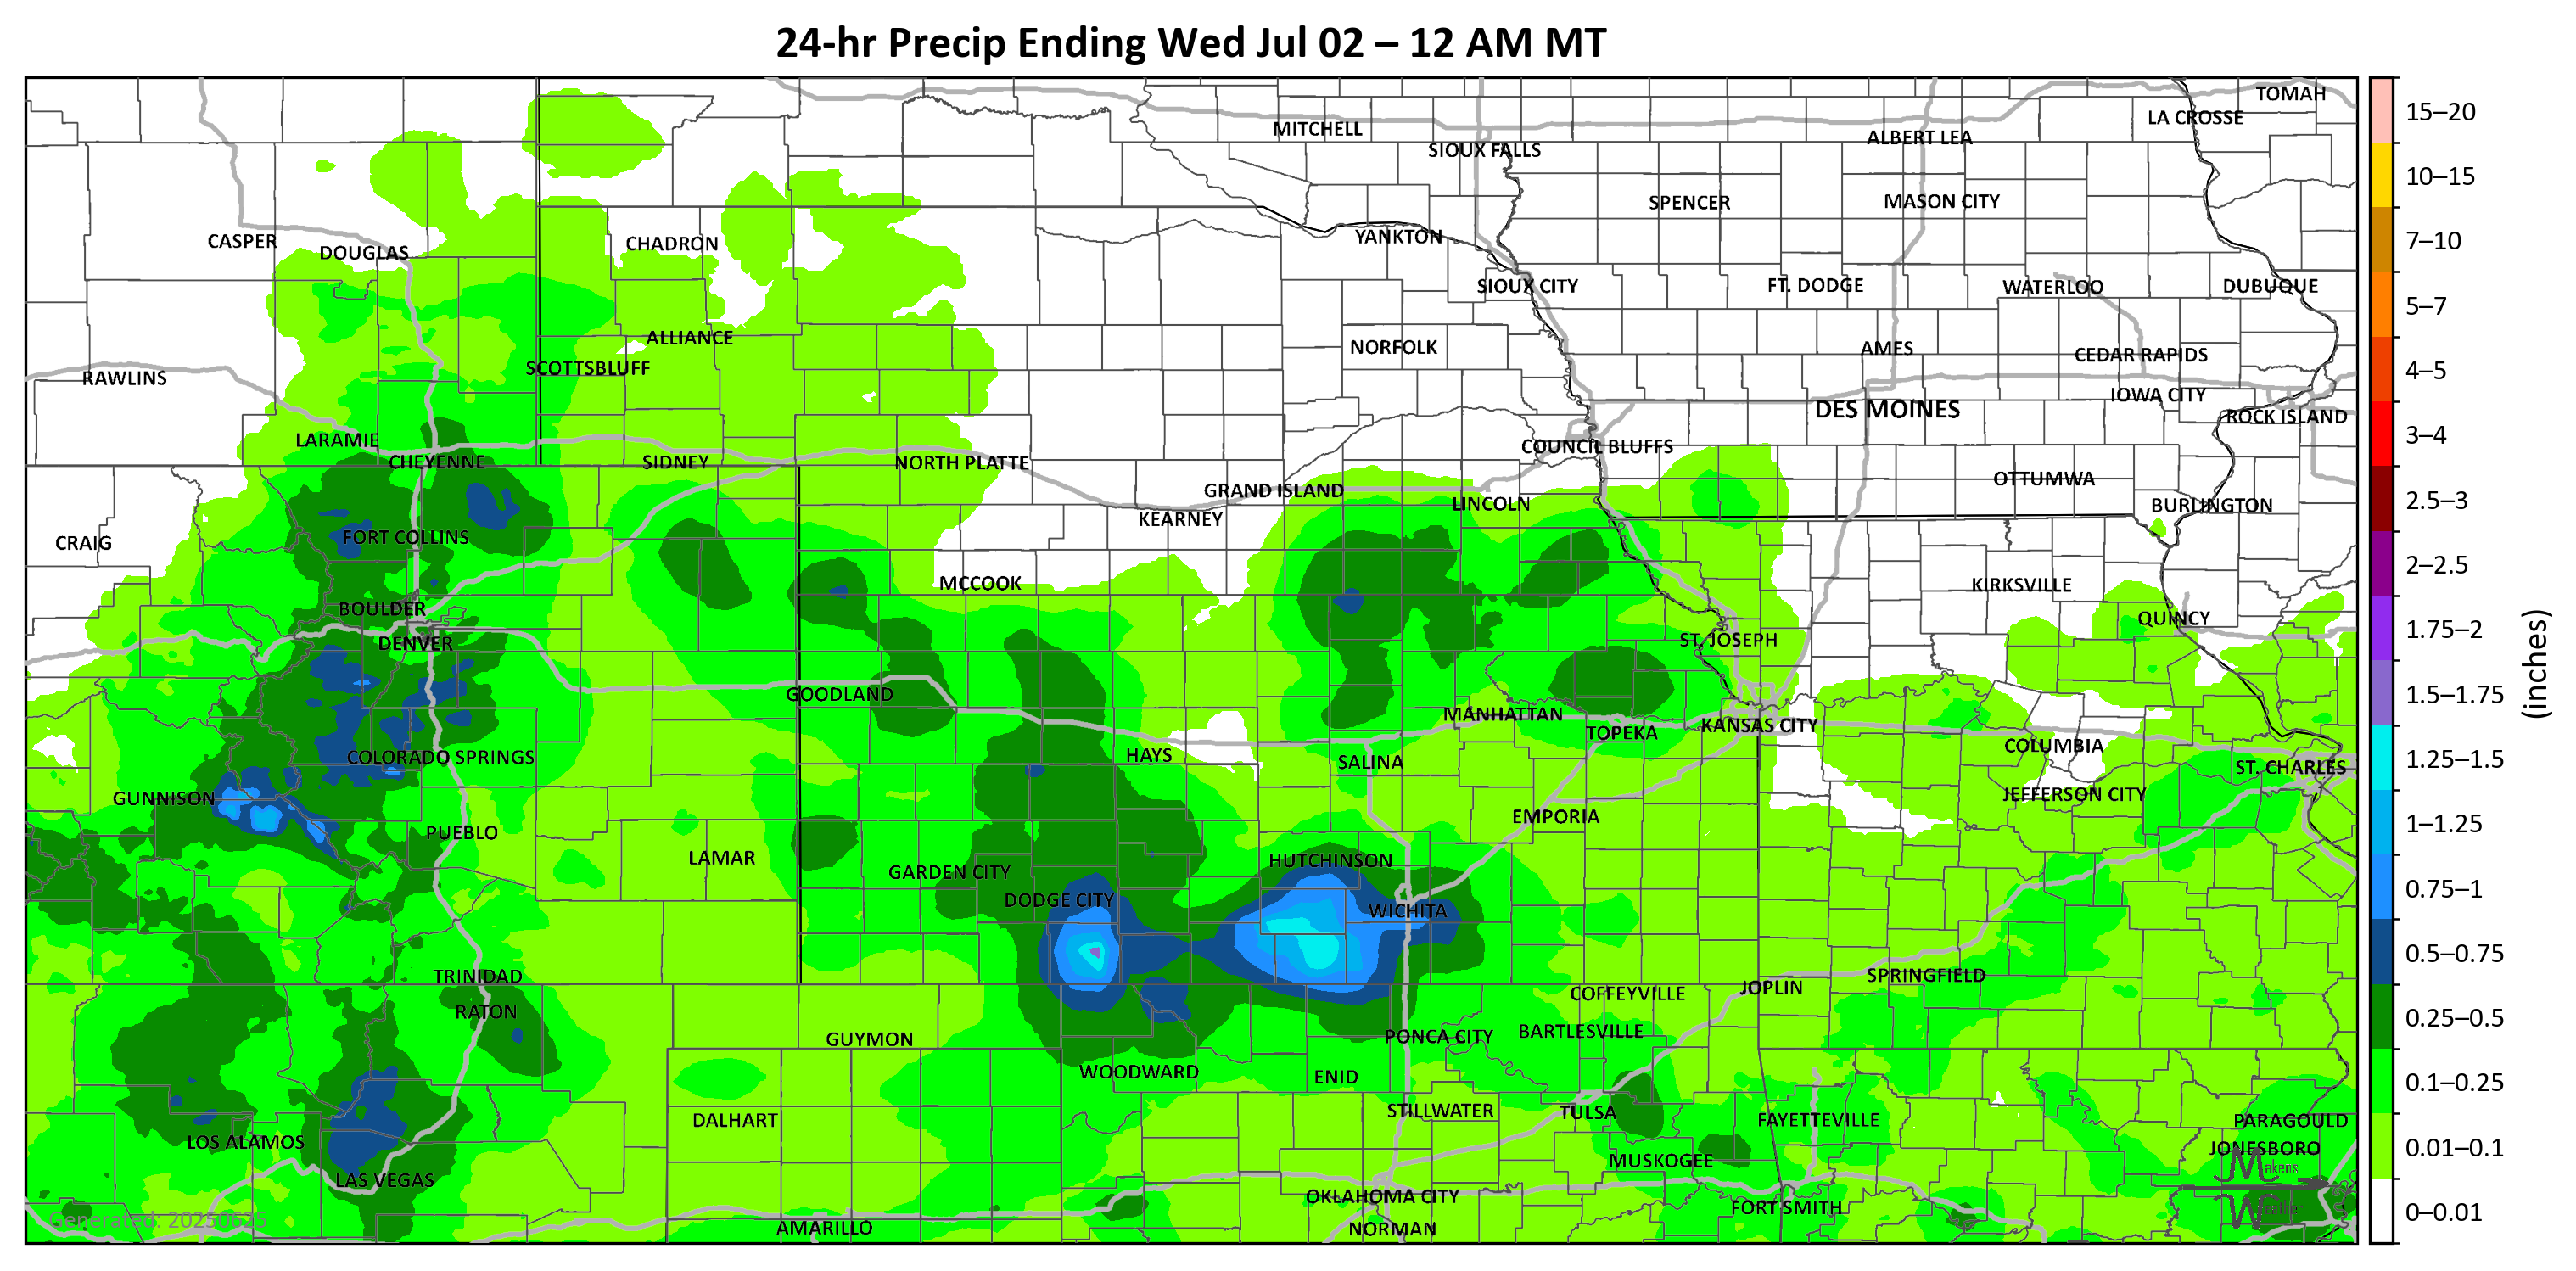 24-hr Precip Ending Wed Jul 02 – 12 AM MT
TOMAH
LA CROSSE
MITCHELL
ALBERT LEA
SIOUX FALLS
SPENCER
MASON CITY
YANKTON
CASPER
CHADRON
DOUGLAS
SIOUX CITY
FT. DODGE
WATERLOO
DUBUQUE
ALLIANCE
NORFOLK
AMES
CEDAR RAPIDS
SCOTTSBLUFF
RAWLINS
IOWA CITY
DES MOINES
ROCK ISLAND
LARAMIE
COUNCIL BLUFFS
CHEYENNE
SIDNEY
NORTH PLATTE
OTTUMWA
GRAND ISLAND
LINCOLN
BURLINGTON
KEARNEY
FORT COLLINS
CRAIG
MCCOOK
KIRKSVILLE
BOULDER
QUINCY
DENVER
ST. JOSEPH
GOODLAND
MANHATTAN
KANSAS CITY
TOPEKA
COLUMBIA
COLORADO SPRINGS
HAYS
SALINA
ST. CHARLES
GUNNISON
JEFFERSON CITY
EMPORIA
PUEBLO
LAMAR
HUTCHINSON
GARDEN CITY
DODGE CITY
WICHITA
TRINIDAD
SPRINGFIELD
JOPLIN
COFFEYVILLE
RATON
BARTLESVILLE
PONCA CITY
GUYMON
WOODWARD
ENID
STILLWATER
TULSA
DALHART
FAYETTEVILLE
PARAGOULD
LOS ALAMOS
JONESBORO
MUSKOGEE
Makens
LAS VEGAS
OKLAHOMA CITY
FORT SMITH
Weather
Generated: 20250625
AMARILLO
NORMAN
15–20
10–15
7–10
5–7
4–5
3–4
2.5–3
2–2.5
1.75–2
1.5–1.75
1.25–1.5
1–1.25
0.75–1
0.5–0.75
0.25–0.5
0.1–0.25
0.01–0.1
0–0.01
(inches)